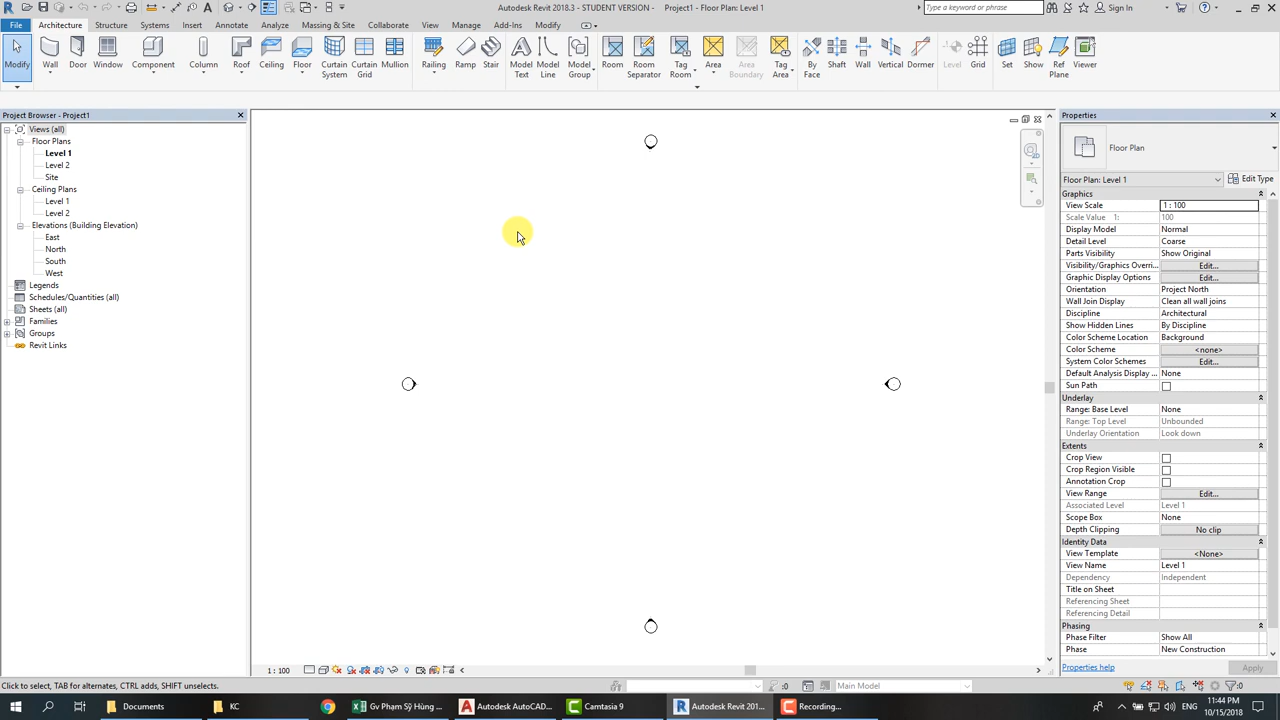 Autodesk Revit 2018.3 - STUDENT VERSION - Project1 - Floor Plan: Level 1
Type a keyword or phrase
Sign In
File Architecture Structure Systems Insert Annotate Analyze Massing & Site Collaborate View Manage Add-Ins Modify
Modify Wall Door Window Component Column Roof Ceiling Floor Curtain System Curtain Grid Mullion Railing Ramp Stair Model Text Model Line Model Group Room Room Separator Tag Room Area Area Boundary Tag Area By Face Shaft Wall Vertical Dormer Level Grid Set Show Ref Plane Viewer
Project Browser - Project1
Views (all)
Floor Plans
Level 1
Level 2
Site
Ceiling Plans
Level 1
Level 2
Elevations (Building Elevation)
East
North
South
West
Legends
Schedules/Quantities (all)
Sheets (all)
Families
Groups
Revit Links
Properties
Floor Plan
Floor Plan: Level 1 Edit Type
Graphics
View Scale 1 : 100
Scale Value 1: 100
Display Model Normal
Detail Level Coarse
Parts Visibility Show Original
Visibility/Graphics Overri... Edit...
Graphic Display Options Edit...
Orientation Project North
Wall Join Display Clean all wall joins
Discipline Architectural
Show Hidden Lines By Discipline
Color Scheme Location Background
Color Scheme <none>
System Color Schemes Edit...
Default Analysis Display ... None
Sun Path
Underlay
Range: Base Level None
Range: Top Level Unbounded
Underlay Orientation Look down
Extents
Crop View
Crop Region Visible
Annotation Crop
View Range Edit...
Associated Level Level 1
Scope Box None
Depth Clipping No clip
Identity Data
View Template <None>
View Name Level 1
Dependency Independent
Title on Sheet
Referencing Sheet
Referencing Detail
Phasing
Phase Filter Show All
Phase New Construction
Properties help Apply
1 : 100
Click to select, TAB for alternates, CTRL adds, SHIFT unselects.
:0 Main Model :0
Documents KC Gv Phạm Sỹ Hùng ... Autodesk AutoCAD... Camtasia 9 Autodesk Revit 201... Recording... ENG 11:44 PM
10/15/2018